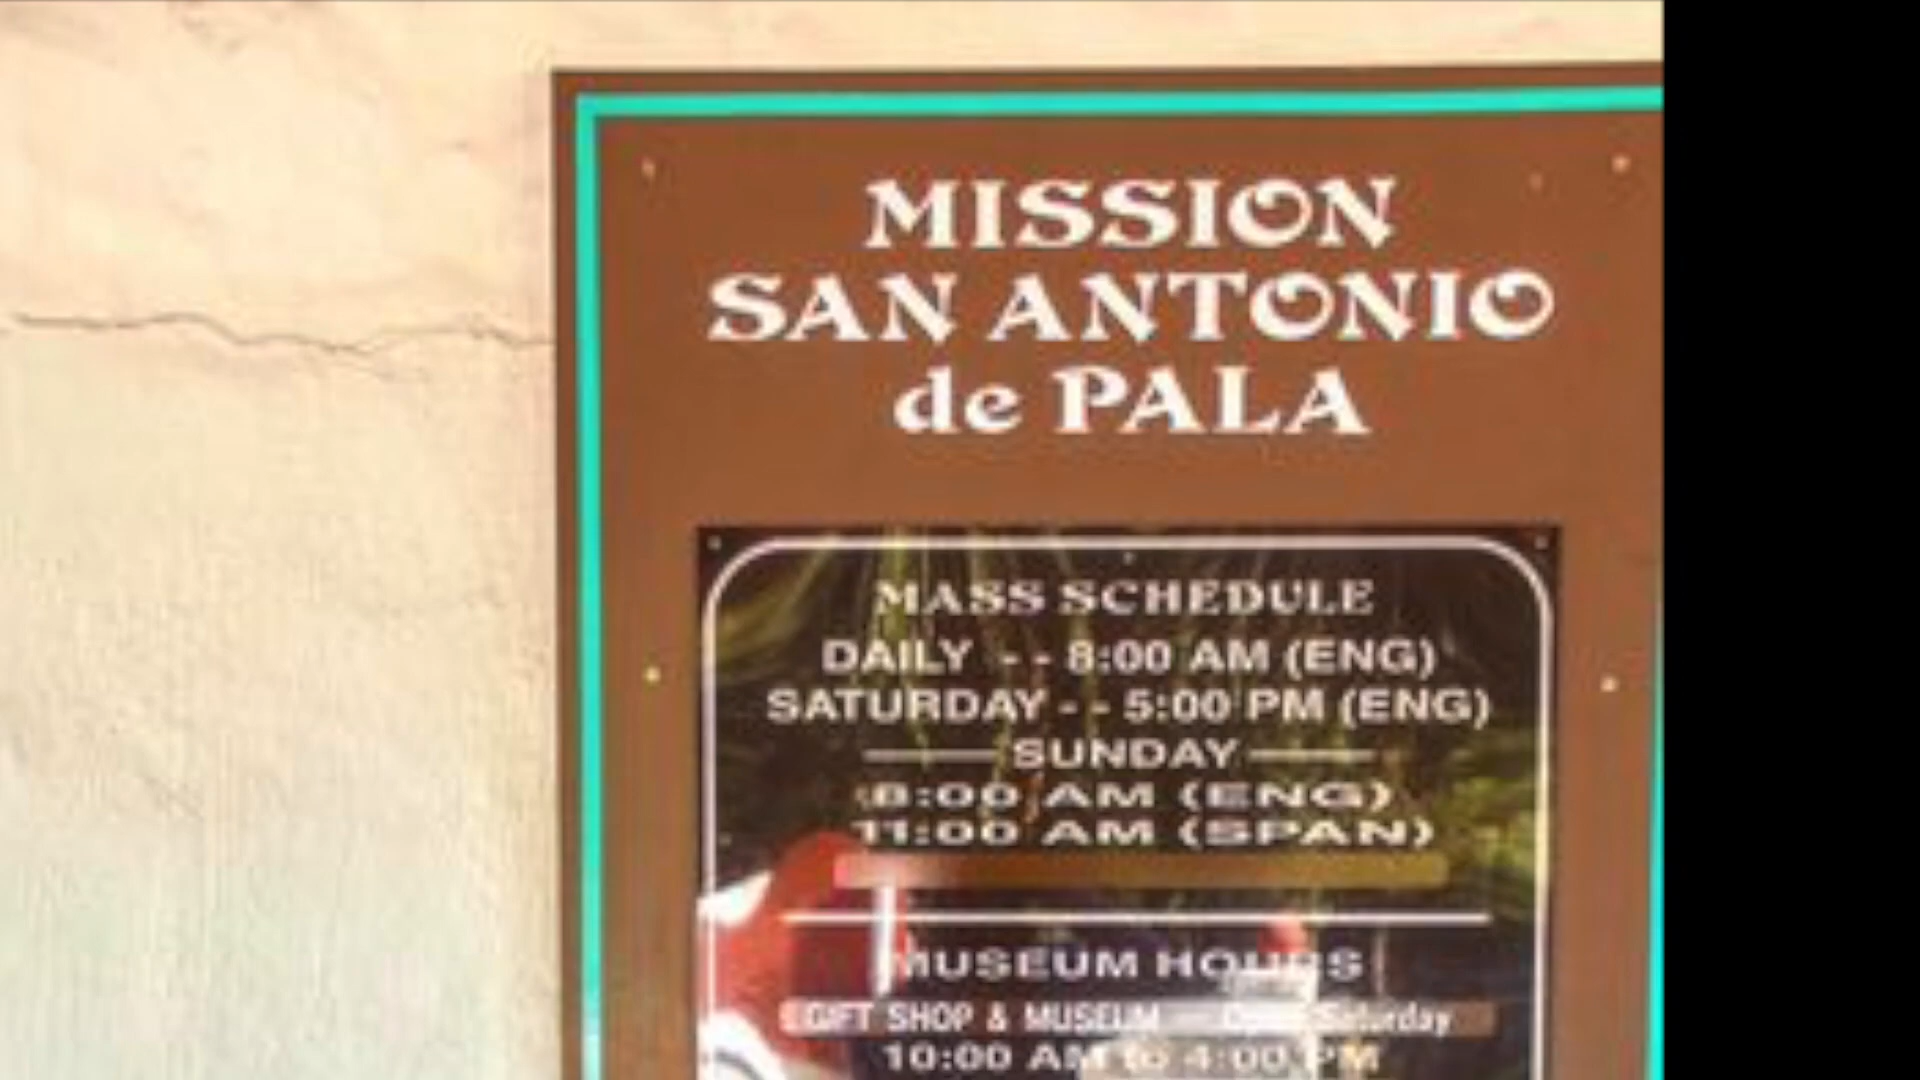 MISSION
SAN ANTONIO
de PALA
MASS SCHEDULE
DAILY - - 8:00 AM (ENG)
SATURDAY - - 5:00 PM (ENG)
SUNDAY
8:00 AM (ENG)
11:00 AM (SPAN)
MUSEUM HOURS
GIFT SHOP & MUSEUM — Saturday
10:00 AM to 4:00 PM